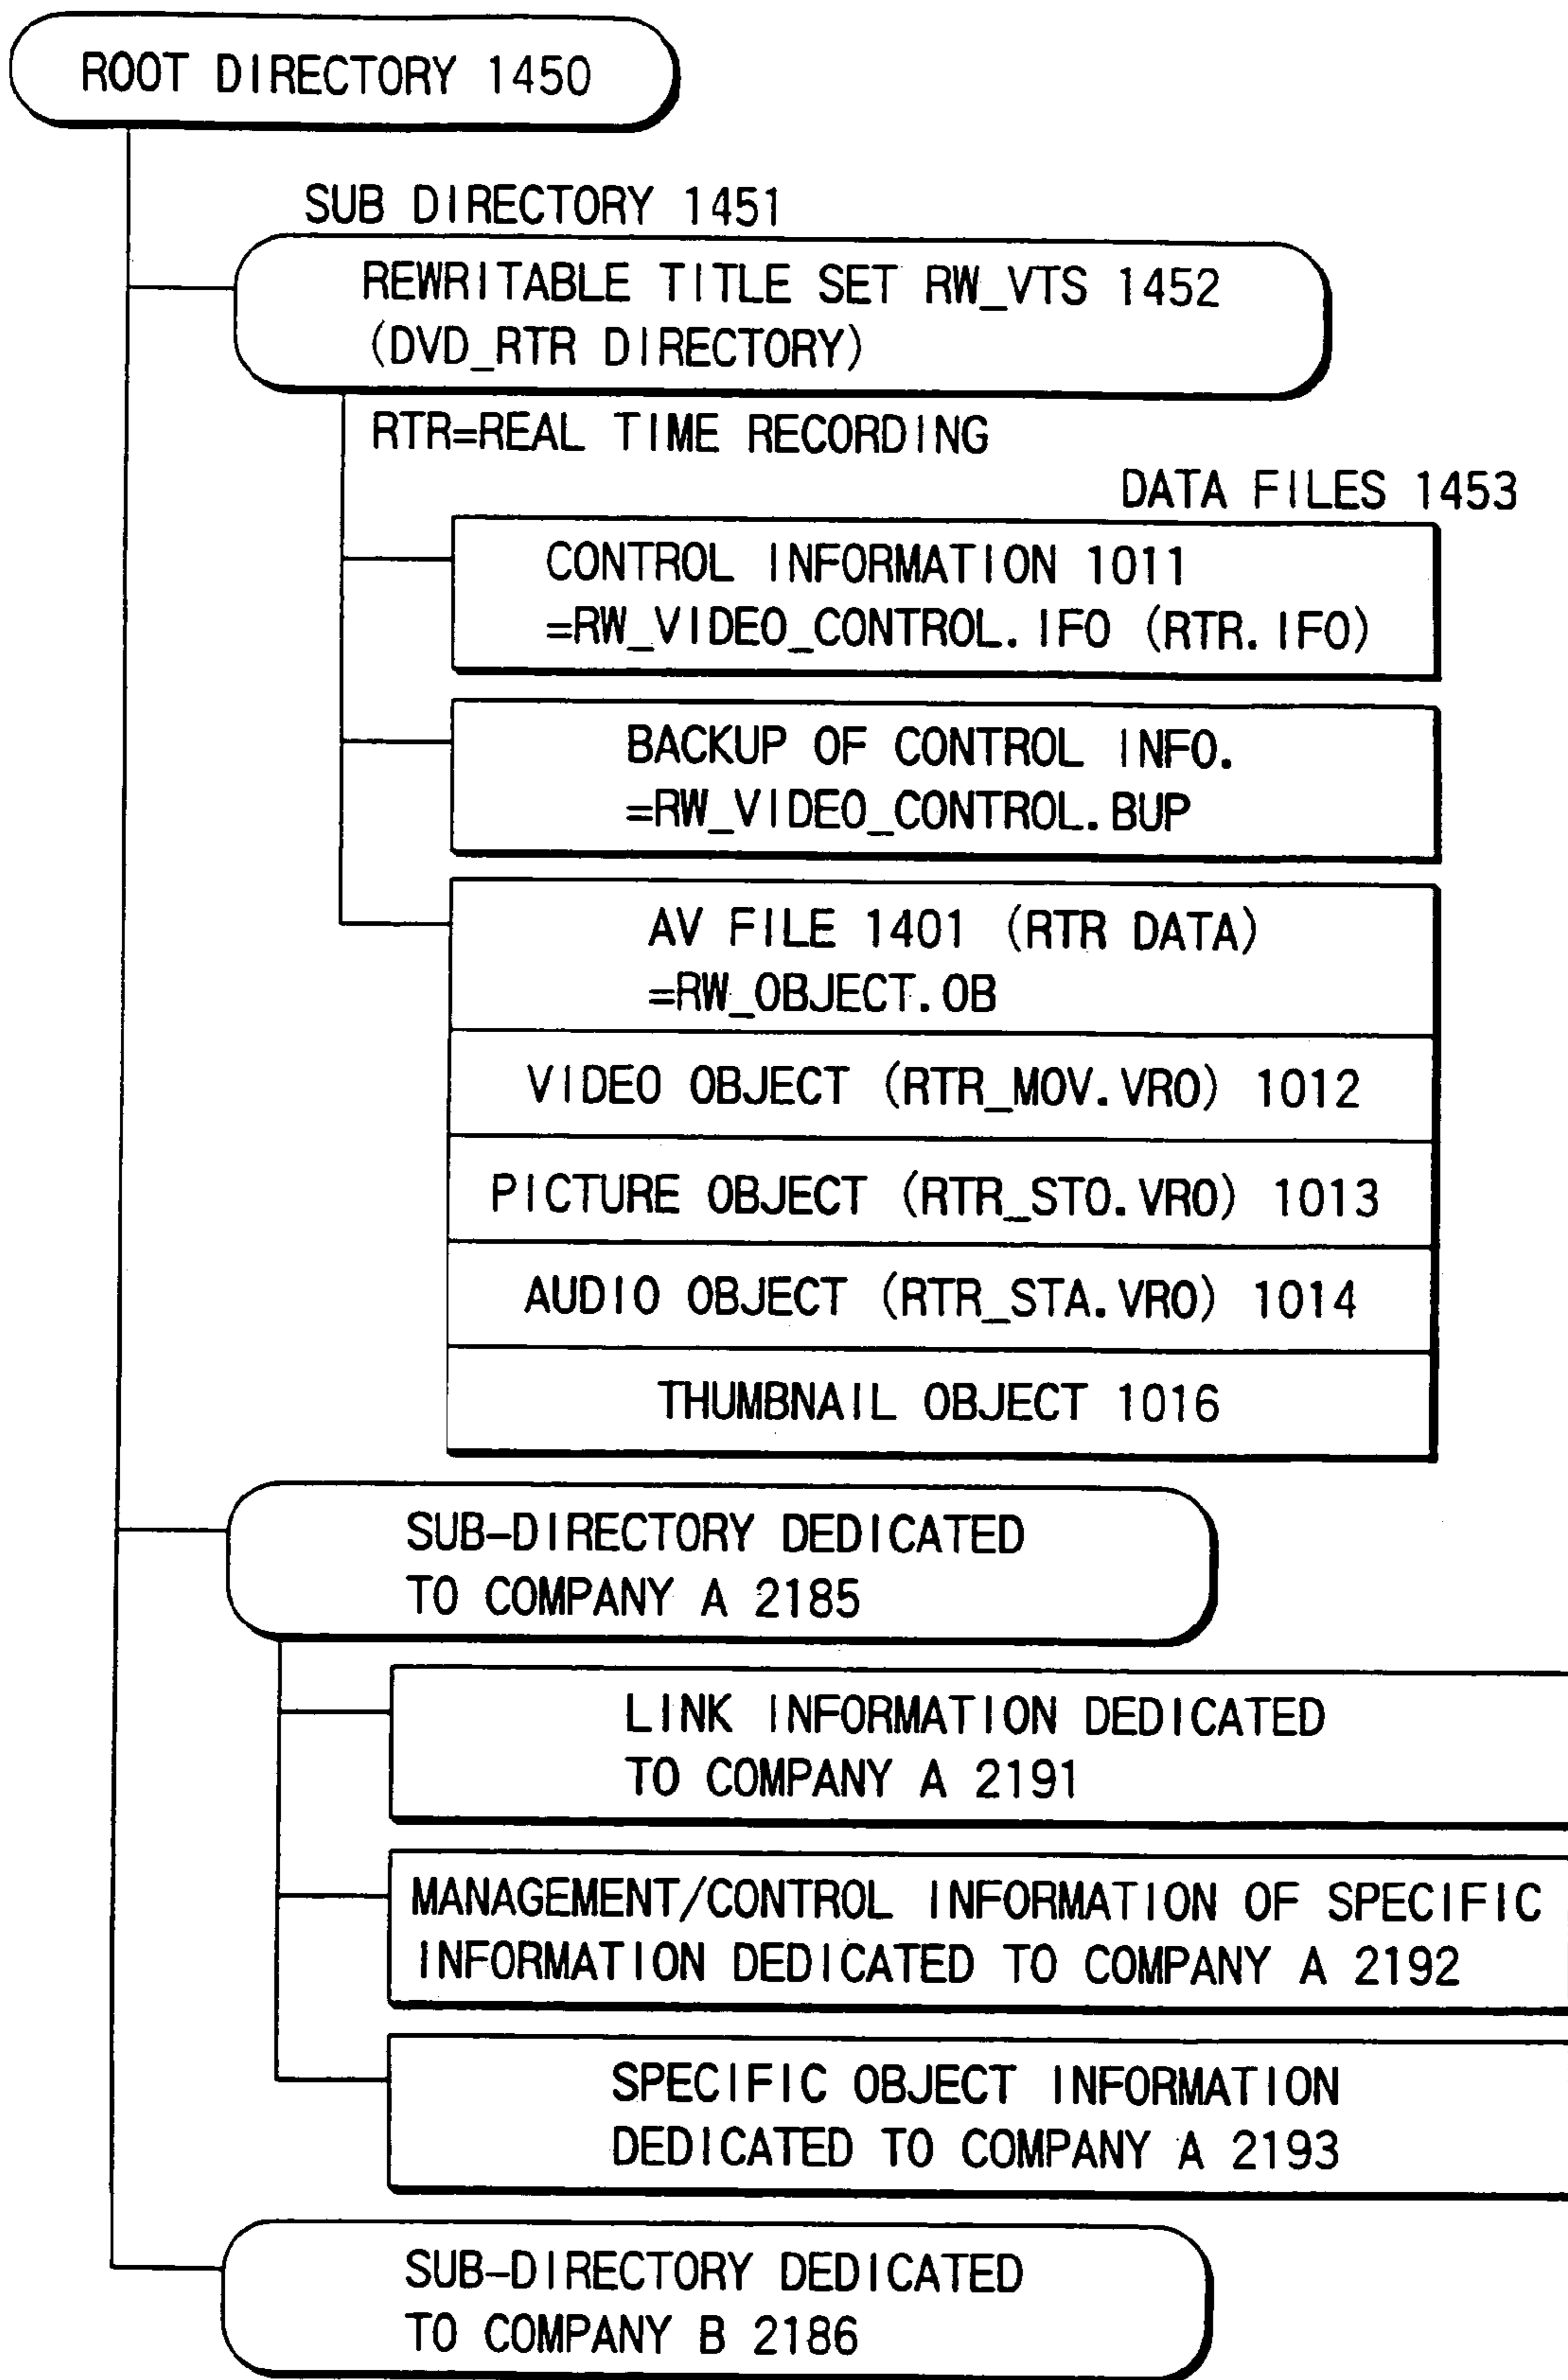 ROOT DIRECTORY 1450
SUB DIRECTORY 1451
REWRITABLE TITLE SET RW_VTS 1452
(DVD_RTR DIRECTORY)
RTR=REAL TIME RECORDING
DATA FILES 1453
CONTROL INFORMATION 1011
=RW_VIDEO_CONTROL.IFO (RTR.IFO)
BACKUP OF CONTROL INFO.
=RW_VIDEO_CONTROL.BUP
AV FILE 1401 (RTR DATA)
=RW_OBJECT.OB
VIDEO OBJECT (RTR_MOV.VRO) 1012
PICTURE OBJECT (RTR_STO.VRO) 1013
AUDIO OBJECT (RTR_STA.VRO) 1014
THUMBNAIL OBJECT 1016
SUB-DIRECTORY DEDICATED
TO COMPANY A 2185
LINK INFORMATION DEDICATED
TO COMPANY A 2191
MANAGEMENT/CONTROL INFORMATION OF SPECIFIC
INFORMATION DEDICATED TO COMPANY A 2192
SPECIFIC OBJECT INFORMATION
DEDICATED TO COMPANY A 2193
SUB-DIRECTORY DEDICATED
TO COMPANY B 2186